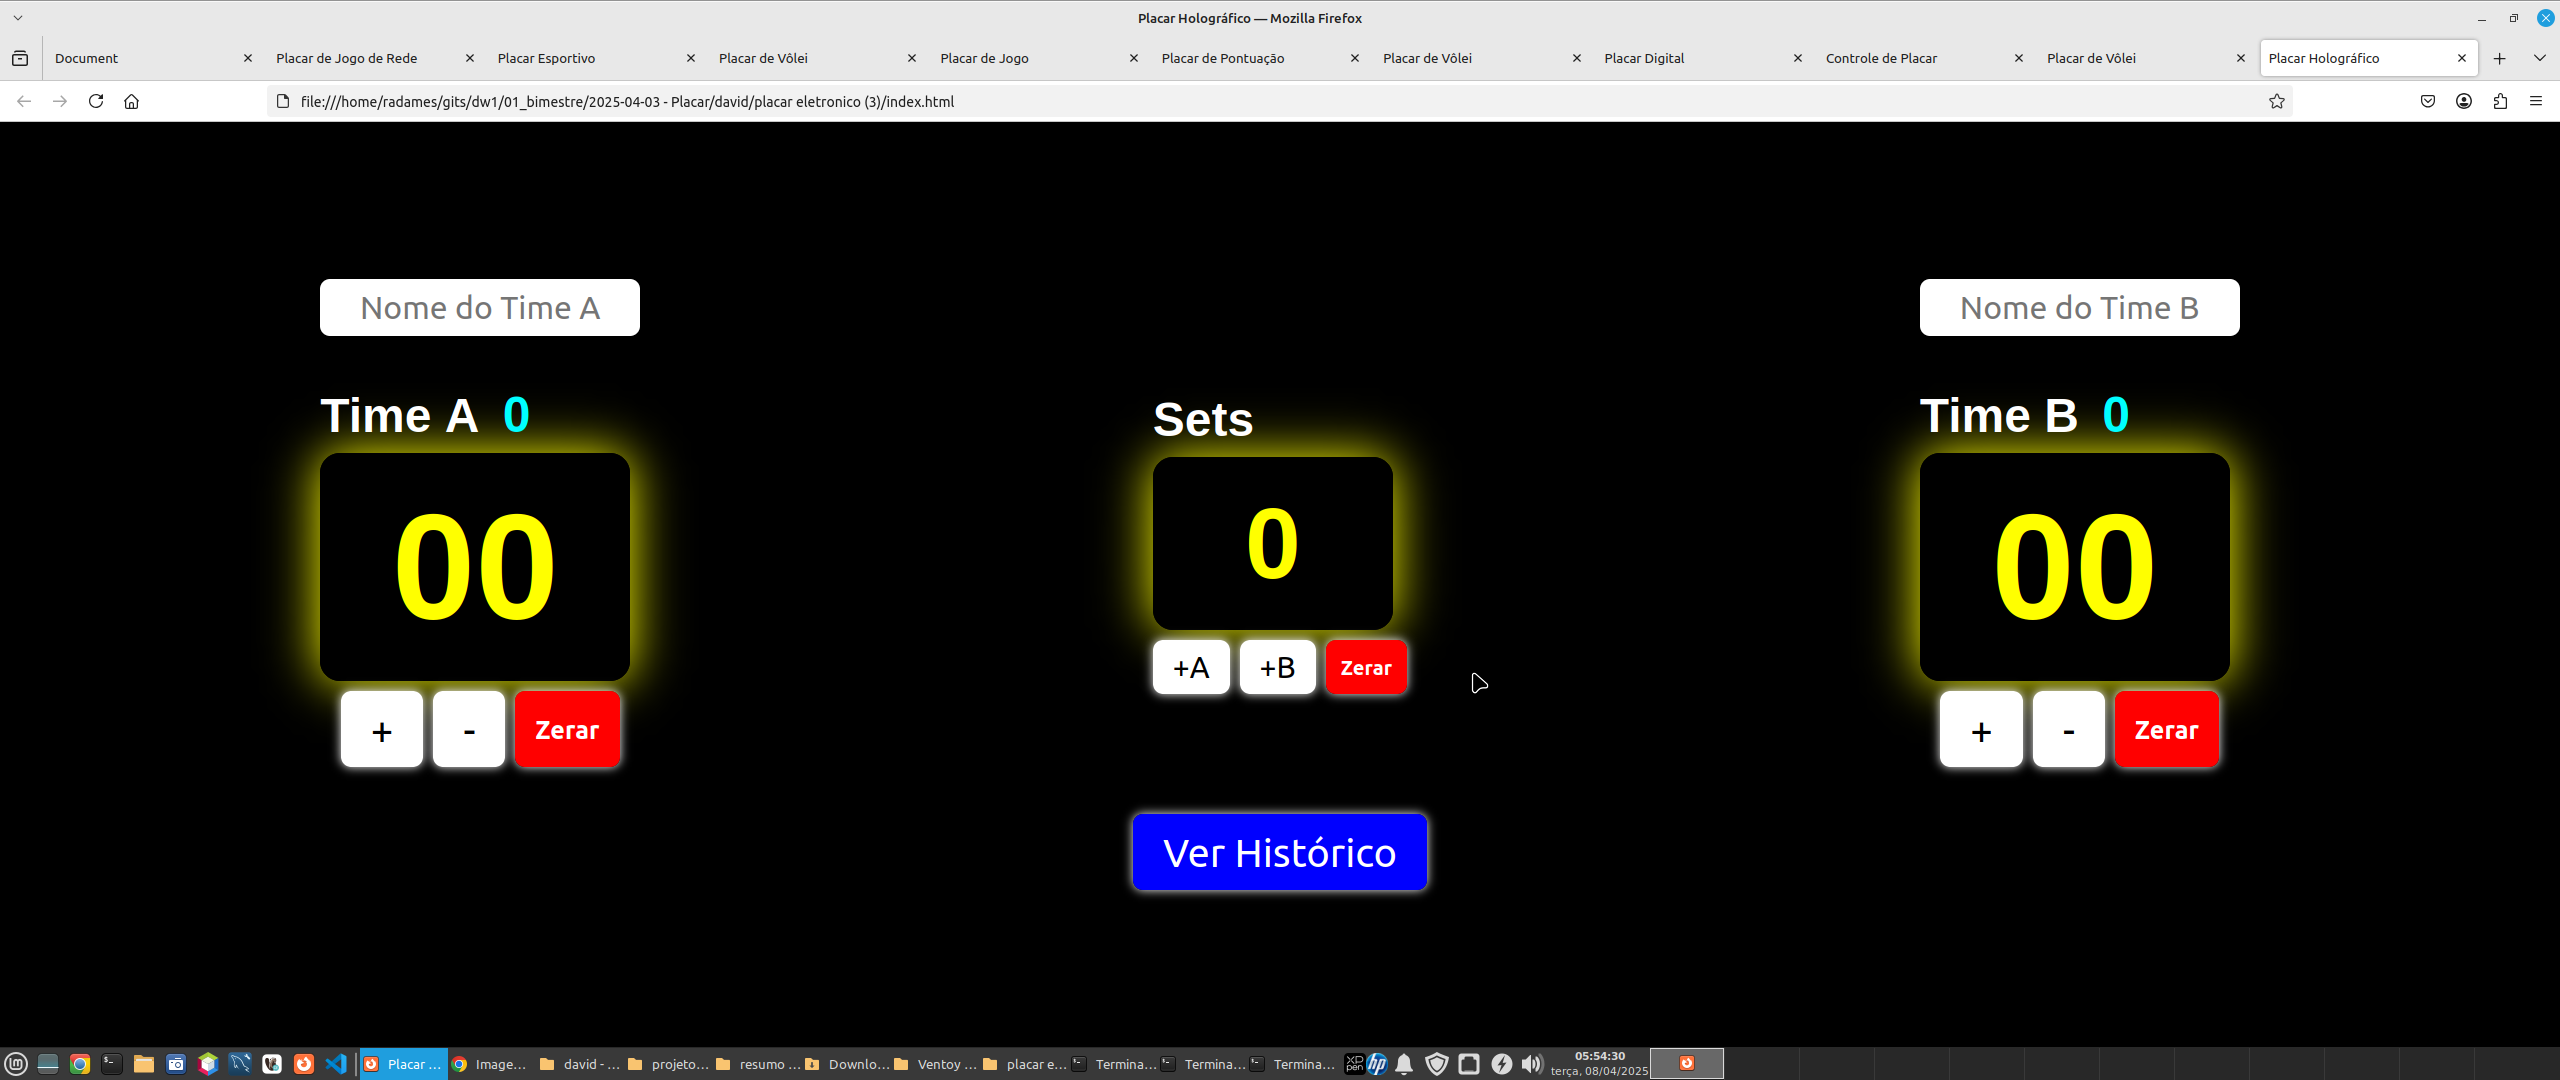 Placar Holográfico — Mozilla Firefox
Document
Placar de Jogo de Rede
Placar Esportivo
Placar de Vôlei
Placar de Jogo
Placar de Pontuação
Placar de Vôlei
Placar Digital
Controle de Placar
Placar de Vôlei
Placar Holográfico
file:///home/radames/gits/dw1/01_bimestre/2025-04-03 - Placar/david/placar eletronico (3)/index.html
Nome do Time A
Nome do Time B
Time A 0
Sets
Time B 0
00
0
00
+A +B Zerar
+ - Zerar
+ - Zerar
Ver Histórico
Placar ...
Image...
david - ...
projeto...
resumo ...
Downlo...
Ventoy ...
placar e...
Termina...
Termina...
Termina...
XP
pen
hp
05:54:30
terça, 08/04/2025